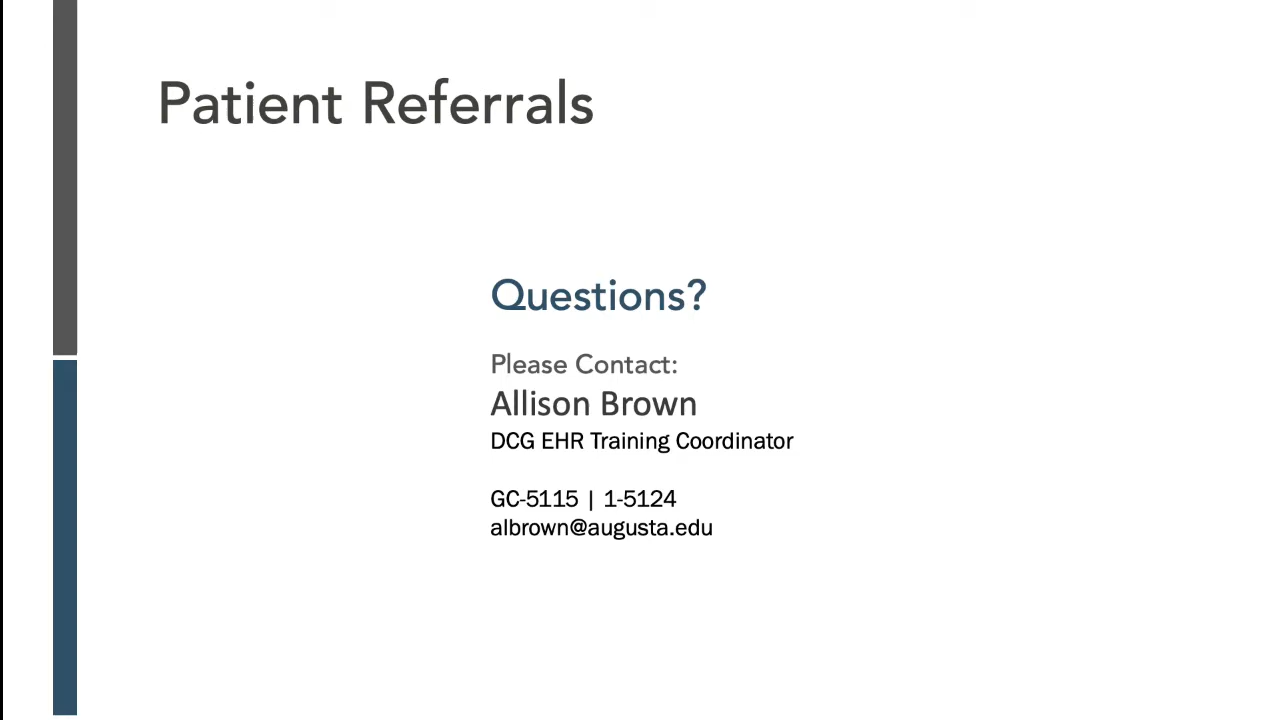 Patient Referrals
Questions?
Please Contact:
Allison Brown
DCG EHR Training Coordinator
GC-5115 | 1-5124
albrown@augusta.edu